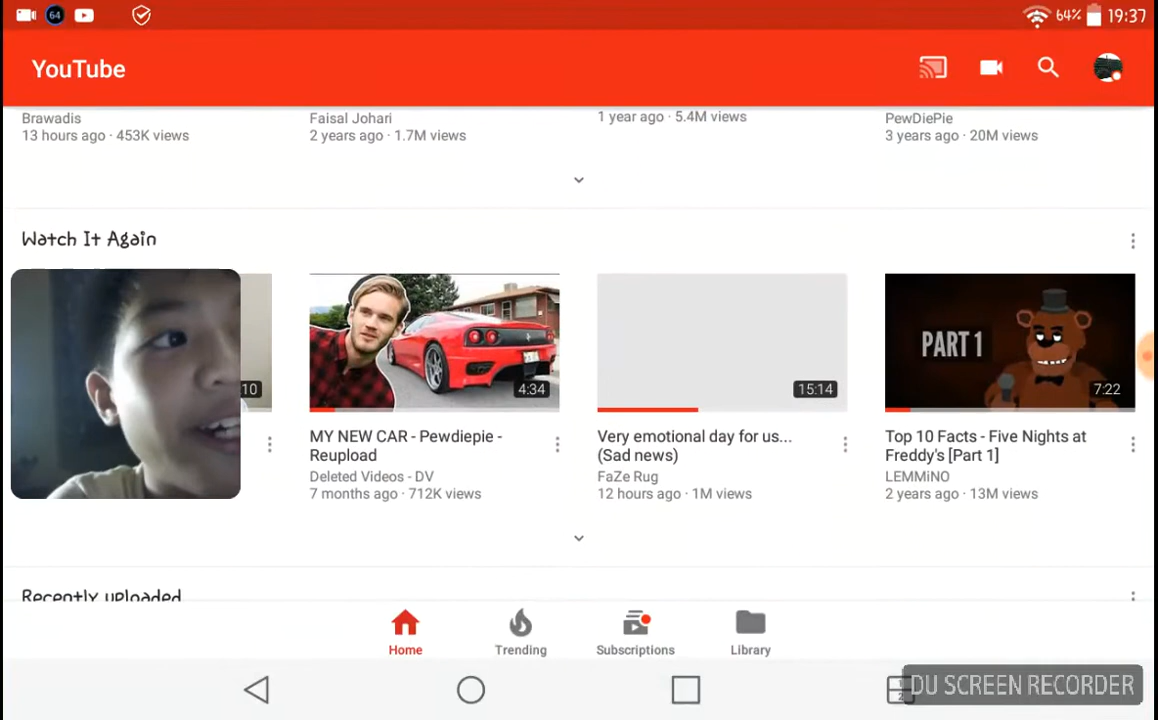 64
64% 19:37
YouTube
Brawadis
13 hours ago · 453K views
Faisal Johari
2 years ago · 1.7M views
1 year ago · 5.4M views
PewDiePie
3 years ago · 20M views
Watch It Again
10
4:34
MY NEW CAR - Pewdiepie -
Reupload
Deleted Videos - DV
7 months ago · 712K views
15:14
Very emotional day for us...
(Sad news)
FaZe Rug
12 hours ago · 1M views
PART 1
7:22
Top 10 Facts - Five Nights at
Freddy's [Part 1]
LEMMiNO
2 years ago · 13M views
Recently uploaded
Home
Trending
Subscriptions
Library
DU SCREEN RECORDER